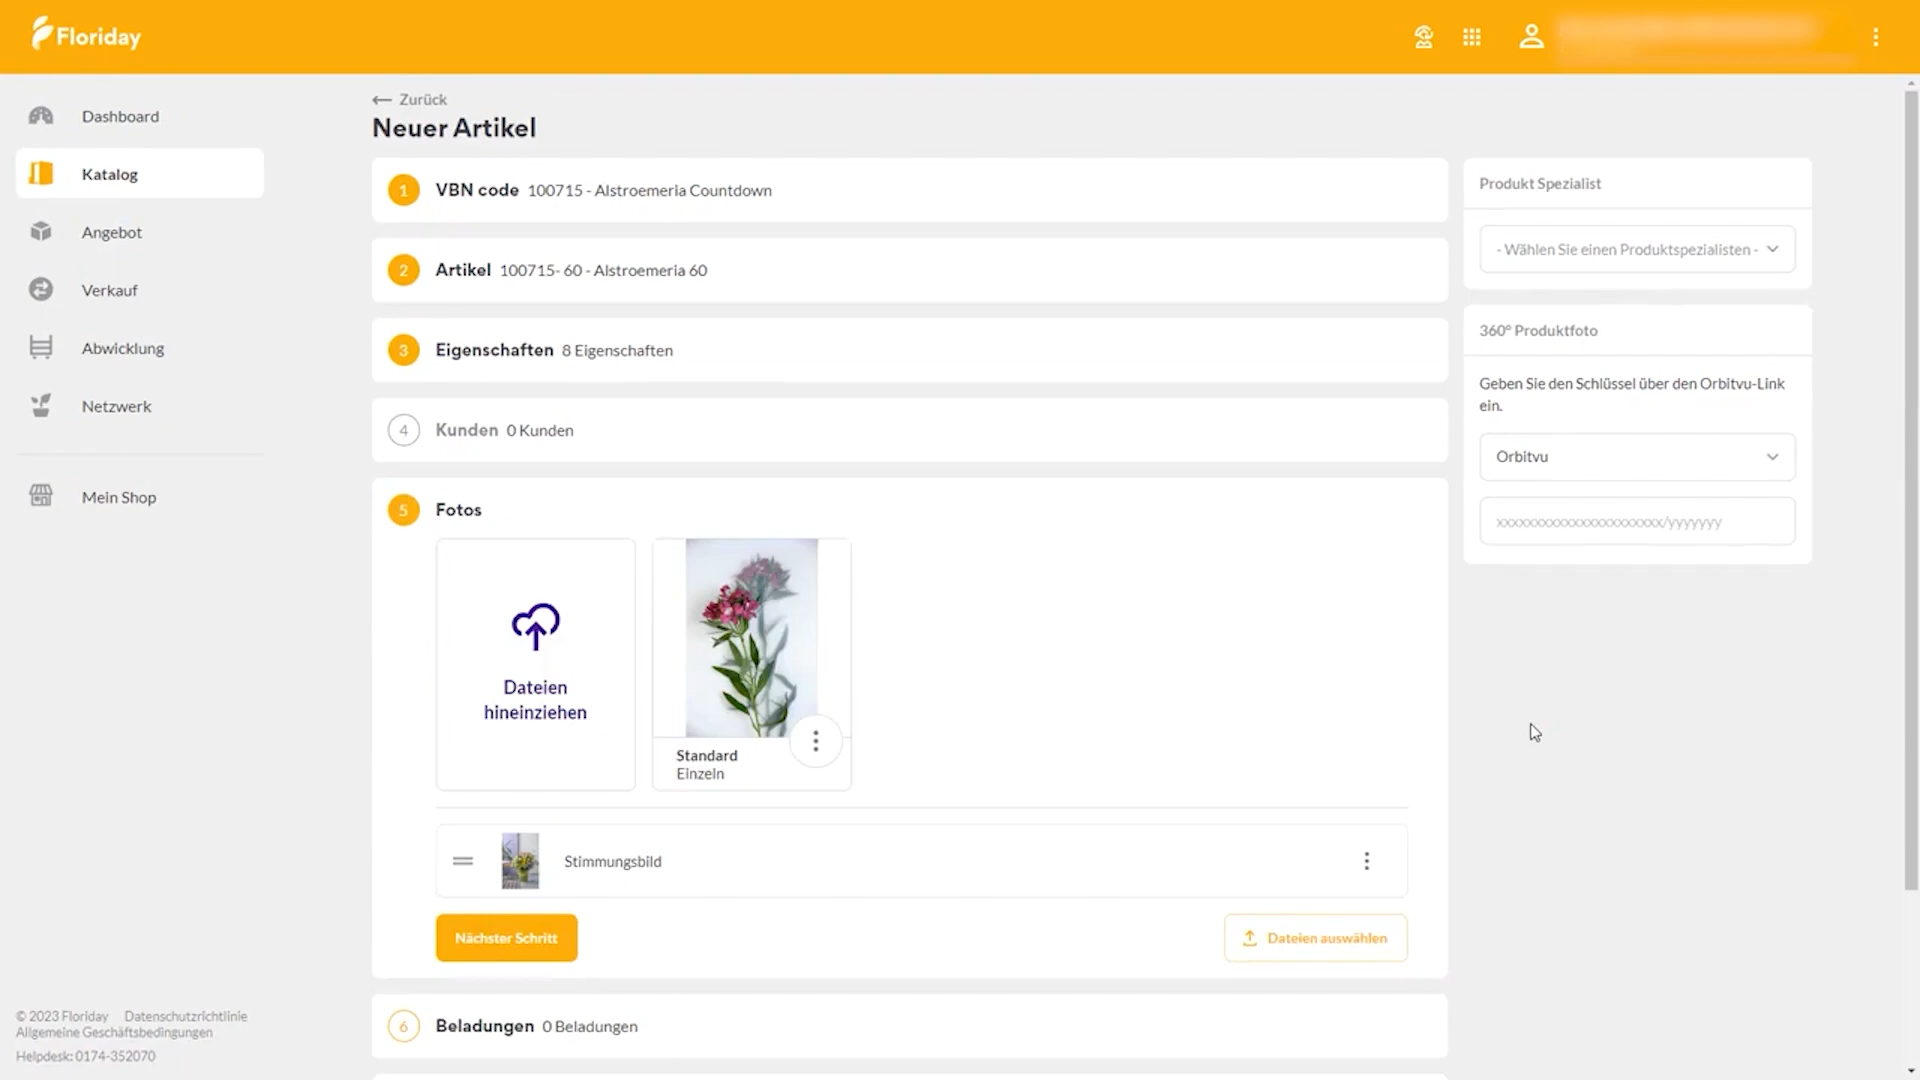 Floriday
Dashboard
Katalog
Angebot
Verkauf
Abwicklung
Netzwerk
Mein Shop
© 2023 Floriday Datenschutzrichtlinie
Allgemeine Geschäftsbedingungen
Helpdesk: 0174-352070
Zurück
Neuer Artikel
1 VBN code 100715 - Alstroemeria Countdown
2 Artikel 100715- 60 - Alstroemeria 60
3 Eigenschaften 8 Eigenschaften
4 Kunden 0 Kunden
5 Fotos
Dateien
hineinziehen
Standard
Einzeln
Stimmungsbild
Nächster Schritt
Dateien auswählen
6 Beladungen 0 Beladungen
Produkt Spezialist
- Wählen Sie einen Produktspezialisten -
360° Produktfoto
Geben Sie den Schlüssel über den Orbitvu-Link
ein.
Orbitvu
xxxxxxxxxxxxxxxxxxxxxx/yyyyyyy